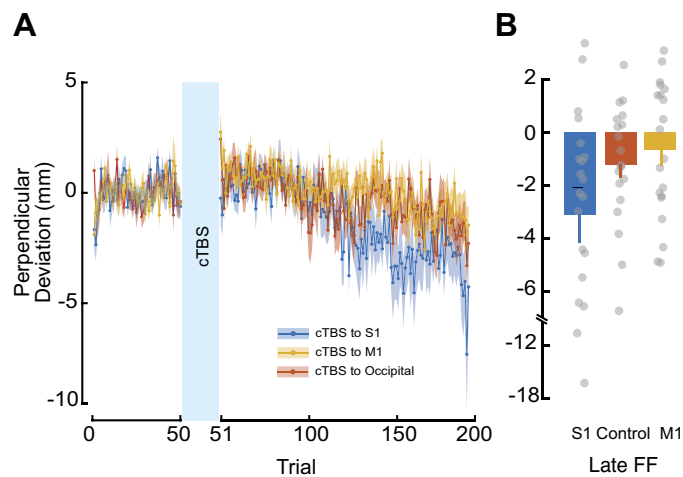 A
B
5
0
-5
-10
Perpendicular
Deviation (mm)
cTBS
cTBS to S1
cTBS to M1
cTBS to Occipital
0
50
51
100
150
200
Trial
2
0
-2
-4
-6
-12
-18
S1 Control M1
Late FF